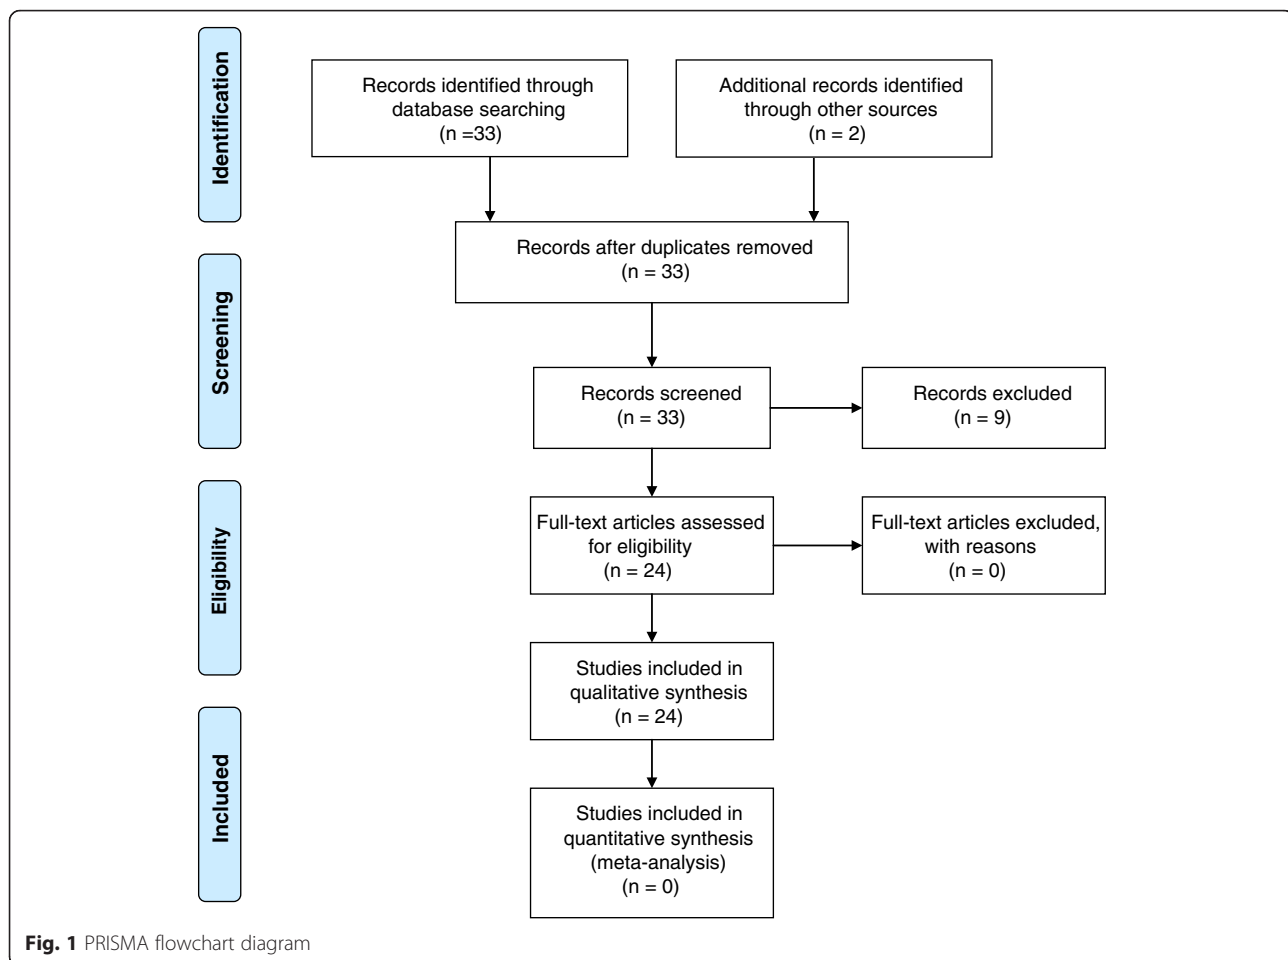 Identification
Records identified through
database searching
(n =33)
Additional records identified
through other sources
(n = 2)
Records after duplicates removed
(n = 33)
Screening
Records screened
(n = 33)
Records excluded
(n = 9)
Eligibility
Full-text articles assessed
for eligibility
(n = 24)
Full-text articles excluded,
with reasons
(n = 0)
Studies included in
qualitative synthesis
(n = 24)
Included
Studies included in
quantitative synthesis
(meta-analysis)
(n = 0)
Fig. 1 PRISMA flowchart diagram